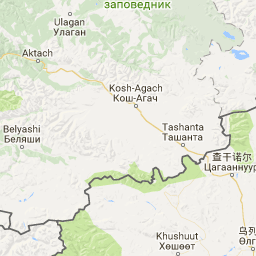 заповедник
Ulagan
Улаган
Aktach
Kosh-Agach
Кош-Агач
Tashanta
Ташанта
Belyashi
Беляши
查干诺尔
Цагааннуур
Khushuut
Хөшөөт
乌列
Өлг